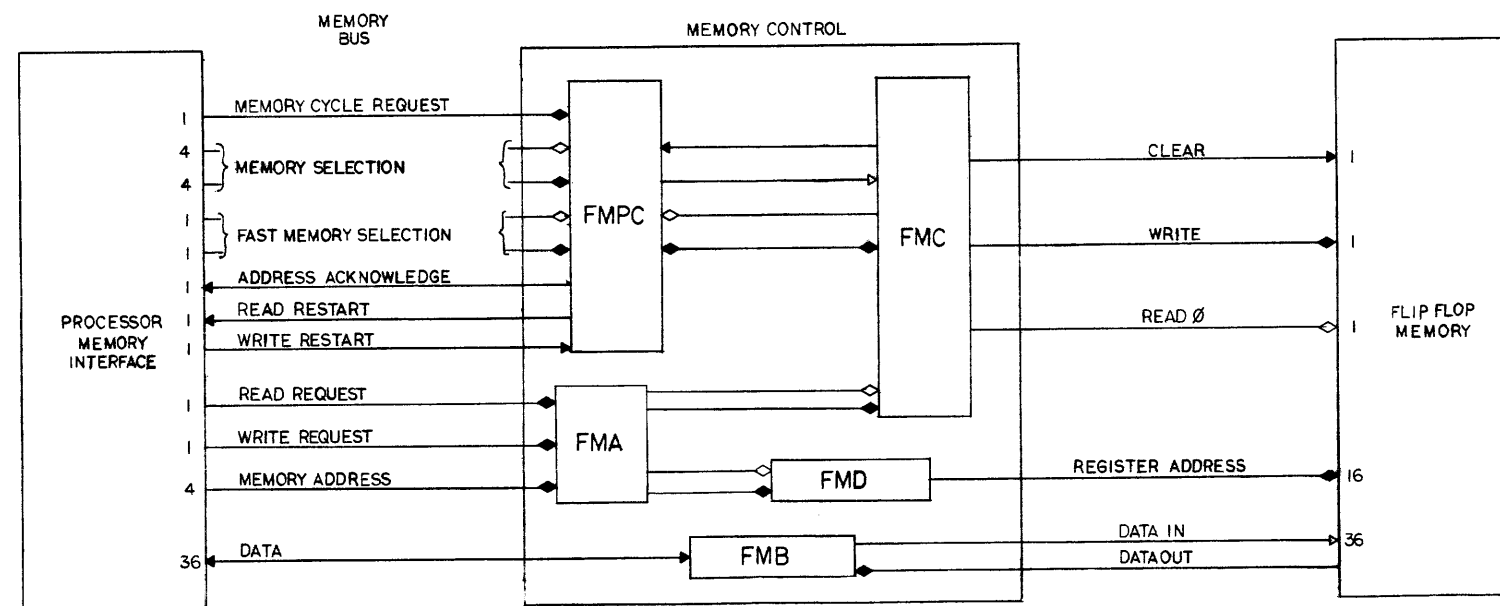 MEMORY
BUS
MEMORY CONTROL
1 MEMORY CYCLE REQUEST
4
MEMORY SELECTION
4
1
FAST MEMORY SELECTION
1
1 ADDRESS ACKNOWLEDGE
1 READ RESTART
1 WRITE RESTART
1 READ REQUEST
1 WRITE REQUEST
4 MEMORY ADDRESS
36 DATA
PROCESSOR
MEMORY
INTERFACE
FMPC
FMC
FMA
FMD
FMB
CLEAR 1
WRITE 1
READ Ø 1
REGISTER ADDRESS 16
DATA IN 36
DATA OUT
FLIP FLOP
MEMORY